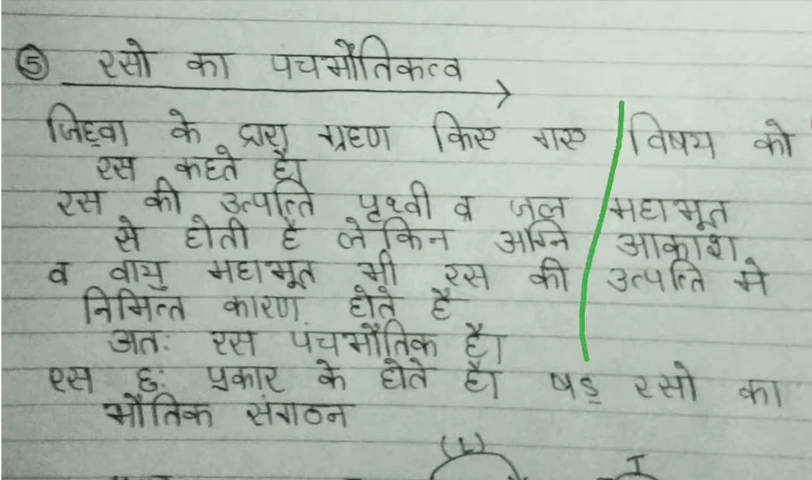 ⑤ रसो का पंचभौतिकत्व
जिह्वा के द्वारा ग्रहण किए गए विषय को
रस कहते है।
रस की उत्पत्ति पृथ्वी व जल महाभूत
से होती है लेकिन अग्नि आकाश
व वायु महाभूत भी रस की उत्पत्ति मे
निमित्त कारण होते है
अतः रस पंचभौतिक है।
रस छः प्रकार के होते है। षड् रसो का
भौतिक संगठन
(L)
I